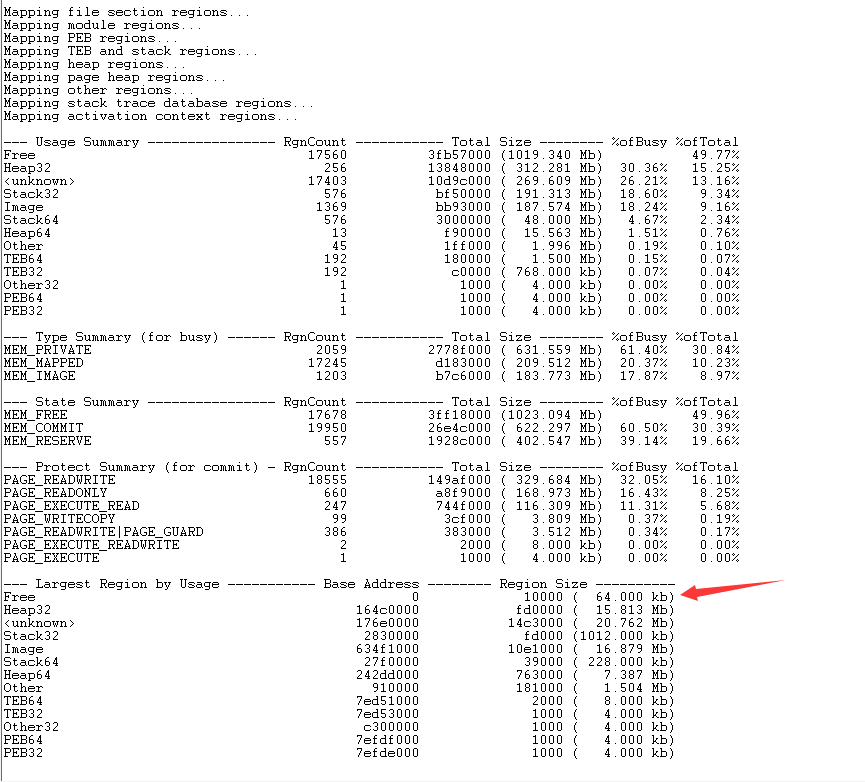 Mapping file section regions...
Mapping module regions...
Mapping PEB regions...
Mapping TEB and stack regions...
Mapping heap regions...
Mapping page heap regions...
Mapping other regions...
Mapping stack trace database regions...
Mapping activation context regions...
--- Usage Summary ---------------- RgnCount ----------- Total Size -------- %ofBusy %ofTotal
Free 17560 3fb57000 (1019.340 Mb) 49.77%
Heap32 256 13848000 ( 312.281 Mb) 30.36% 15.25%
<unknown> 17403 10d9c000 ( 269.609 Mb) 26.21% 13.16%
Stack32 576 bf50000 ( 191.313 Mb) 18.60% 9.34%
Image 1369 bb93000 ( 187.574 Mb) 18.24% 9.16%
Stack64 576 3000000 ( 48.000 Mb) 4.67% 2.34%
Heap64 13 f90000 ( 15.563 Mb) 1.51% 0.76%
Other 45 1ff000 ( 1.996 Mb) 0.19% 0.10%
TEB64 192 180000 ( 1.500 Mb) 0.15% 0.07%
TEB32 192 c0000 ( 768.000 kb) 0.07% 0.04%
Other32 1 1000 ( 4.000 kb) 0.00% 0.00%
PEB64 1 1000 ( 4.000 kb) 0.00% 0.00%
PEB32 1 1000 ( 4.000 kb) 0.00% 0.00%
--- Type Summary (for busy) ------ RgnCount ----------- Total Size -------- %ofBusy %ofTotal
MEM_PRIVATE 2059 2778f000 ( 631.559 Mb) 61.40% 30.84%
MEM_MAPPED 17245 d183000 ( 209.512 Mb) 20.37% 10.23%
MEM_IMAGE 1203 b7c6000 ( 183.773 Mb) 17.87% 8.97%
--- State Summary ---------------- RgnCount ----------- Total Size -------- %ofBusy %ofTotal
MEM_FREE 17678 3ff18000 (1023.094 Mb) 49.96%
MEM_COMMIT 19950 26e4c000 ( 622.297 Mb) 60.50% 30.39%
MEM_RESERVE 557 1928c000 ( 402.547 Mb) 39.14% 19.66%
--- Protect Summary (for commit) - RgnCount ----------- Total Size -------- %ofBusy %ofTotal
PAGE_READWRITE 18555 149af000 ( 329.684 Mb) 32.05% 16.10%
PAGE_READONLY 660 a8f9000 ( 168.973 Mb) 16.43% 8.25%
PAGE_EXECUTE_READ 247 744f000 ( 116.309 Mb) 11.31% 5.68%
PAGE_WRITECOPY 99 3cf000 ( 3.809 Mb) 0.37% 0.19%
PAGE_READWRITE|PAGE_GUARD 386 383000 ( 3.512 Mb) 0.34% 0.17%
PAGE_EXECUTE_READWRITE 2 2000 ( 8.000 kb) 0.00% 0.00%
PAGE_EXECUTE 1 1000 ( 4.000 kb) 0.00% 0.00%
--- Largest Region by Usage ----------- Base Address -------- Region Size ----------
Free 0 10000 ( 64.000 kb)
Heap32 164c0000 fd0000 ( 15.813 Mb)
<unknown> 176e0000 14c3000 ( 20.762 Mb)
Stack32 2830000 fd000 (1012.000 kb)
Image 634f1000 10e1000 ( 16.879 Mb)
Stack64 27f0000 39000 ( 228.000 kb)
Heap64 242dd000 763000 ( 7.387 Mb)
Other 910000 181000 ( 1.504 Mb)
TEB64 7ed51000 2000 ( 8.000 kb)
TEB32 7ed53000 1000 ( 4.000 kb)
Other32 c300000 1000 ( 4.000 kb)
PEB64 7efdf000 1000 ( 4.000 kb)
PEB32 7efde000 1000 ( 4.000 kb)